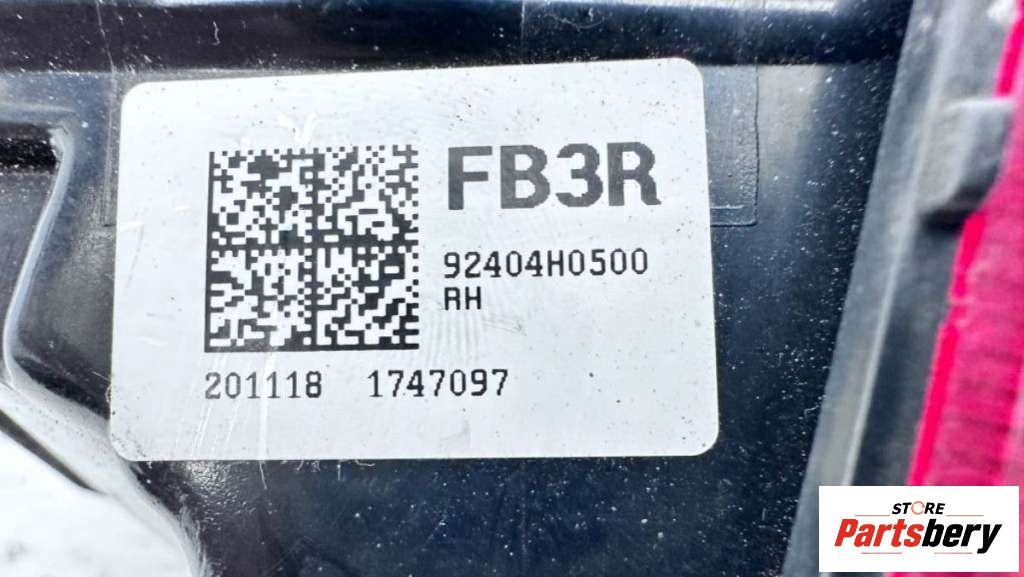 FB3R
92404H0500
RH
201118 1747097
STORE
Partsbery